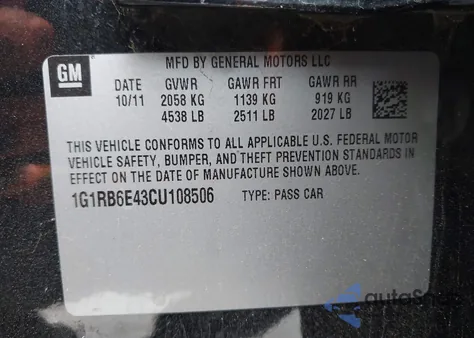 GM
MFD BY GENERAL MOTORS LLC
DATE GVWR GAWR FRT GAWR RR
10/11 2058 KG 1139 KG 919 KG
4538 LB 2511 LB 2027 LB
THIS VEHICLE CONFORMS TO ALL APPLICABLE U.S. FEDERAL MOTOR
VEHICLE SAFETY, BUMPER, AND THEFT PREVENTION STANDARDS IN
EFFECT ON THE DATE OF MANUFACTURE SHOWN ABOVE.
1G1RB6E43CU108506 TYPE: PASS CAR